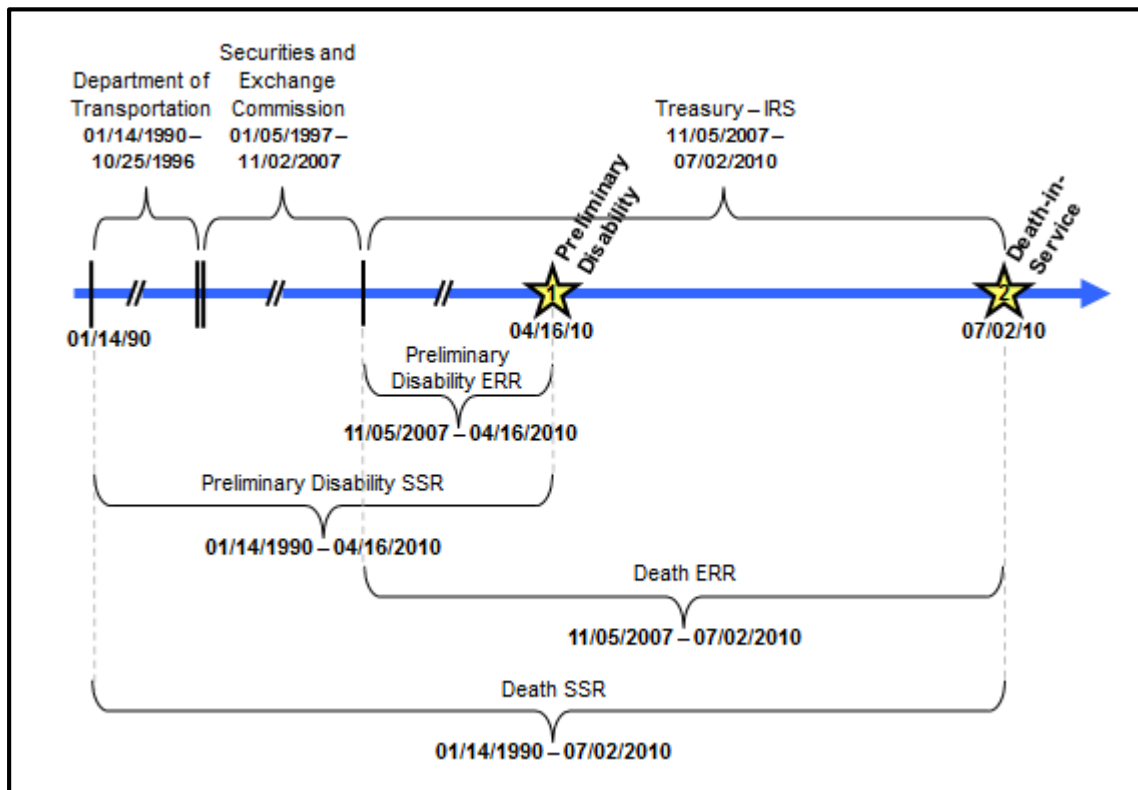 Department of
Transportation
01/14/1990 –
10/25/1996
Securities and
Exchange
Commission
01/05/1997 –
11/02/2007
Treasury – IRS
11/05/2007 –
07/02/2010
Preliminary
Disability
Death-in-
Service
1
2
01/14/90
04/16/10
07/02/10
Preliminary
Disability ERR
11/05/2007 – 04/16/2010
Preliminary Disability SSR
01/14/1990 – 04/16/2010
Death ERR
11/05/2007 – 07/02/2010
Death SSR
01/14/1990 – 07/02/2010